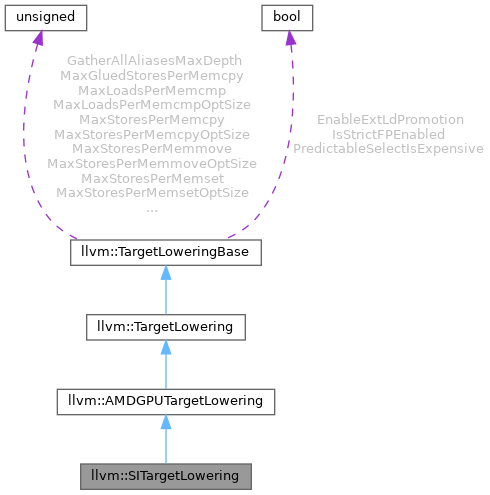 unsigned
bool
GatherAllAliasesMaxDepth
MaxGluedStoresPerMemcpy
MaxLoadsPerMemcmp
MaxLoadsPerMemcmpOptSize
MaxStoresPerMemcpy
MaxStoresPerMemcpyOptSize
MaxStoresPerMemmove
MaxStoresPerMemmoveOptSize
MaxStoresPerMemset
MaxStoresPerMemsetOptSize
...
EnableExtLdPromotion
IsStrictFPEnabled
PredictableSelectIsExpensive
llvm::TargetLoweringBase
llvm::TargetLowering
llvm::AMDGPUTargetLowering
llvm::SITargetLowering